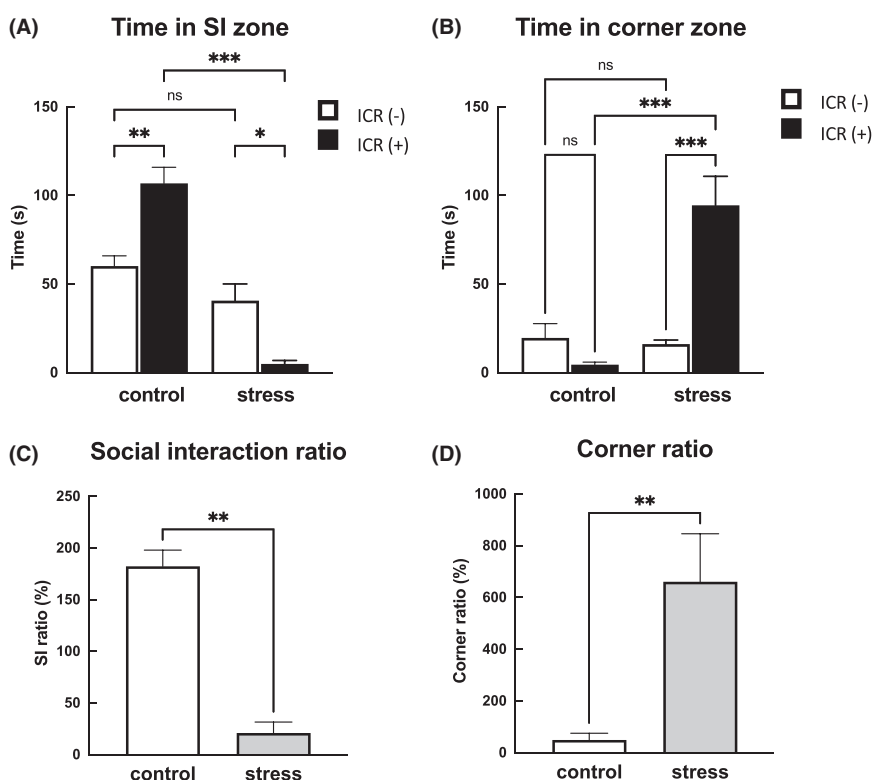 (A) Time in SI zone
***
ns
** *
ICR (-)
ICR (+)
150
100
50
0
Time (s)
control stress
(B) Time in corner zone
ns
***
ns ***
ICR (-)
ICR (+)
150
100
50
0
Time (s)
control stress
(C) Social interaction ratio
**
250
200
150
100
50
0
SI ratio (%)
control stress
(D) Corner ratio
**
1000
800
600
400
200
0
Corner ratio (%)
control stress